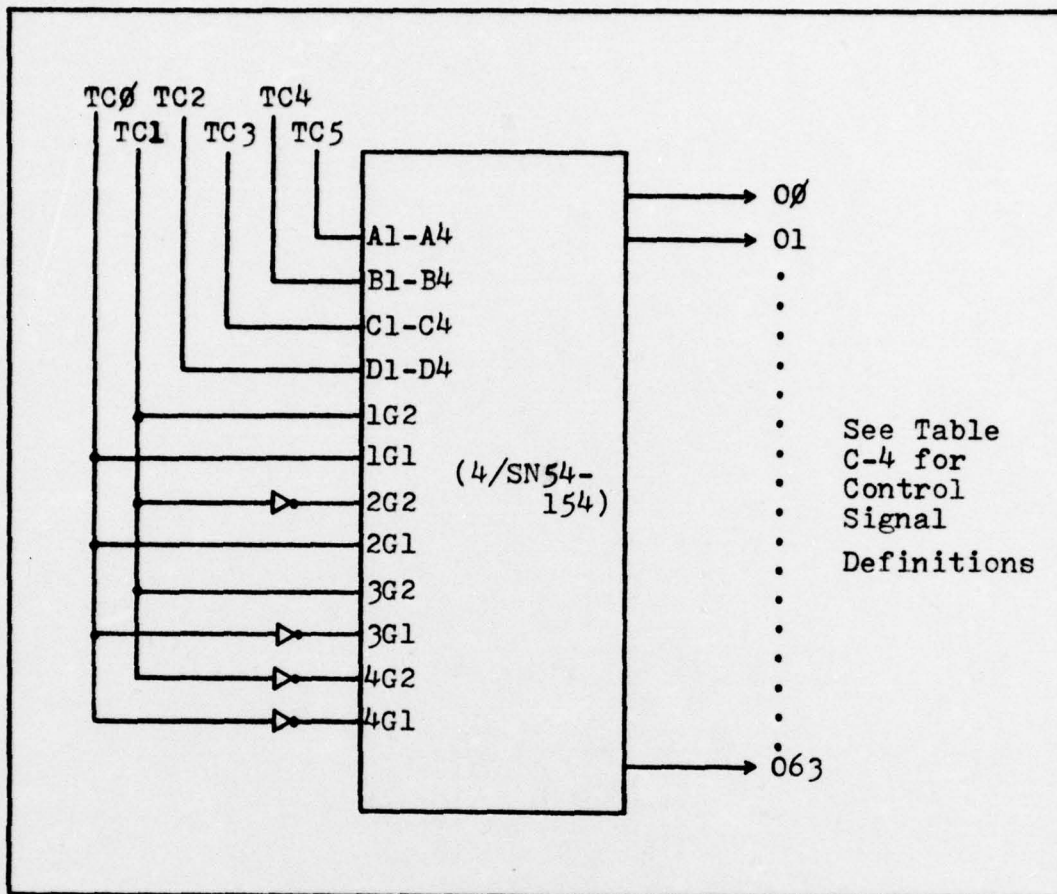 TCØ TC2 TC4
TC1 TC3 TC5
A1-A4
B1-B4
C1-C4
D1-D4
1G2
1G1
2G2
2G1
3G2
3G1
4G2
4G1
(4/SN54-
154)
OØ
O1
O63
See Table
C-4 for
Control
Signal
Definitions